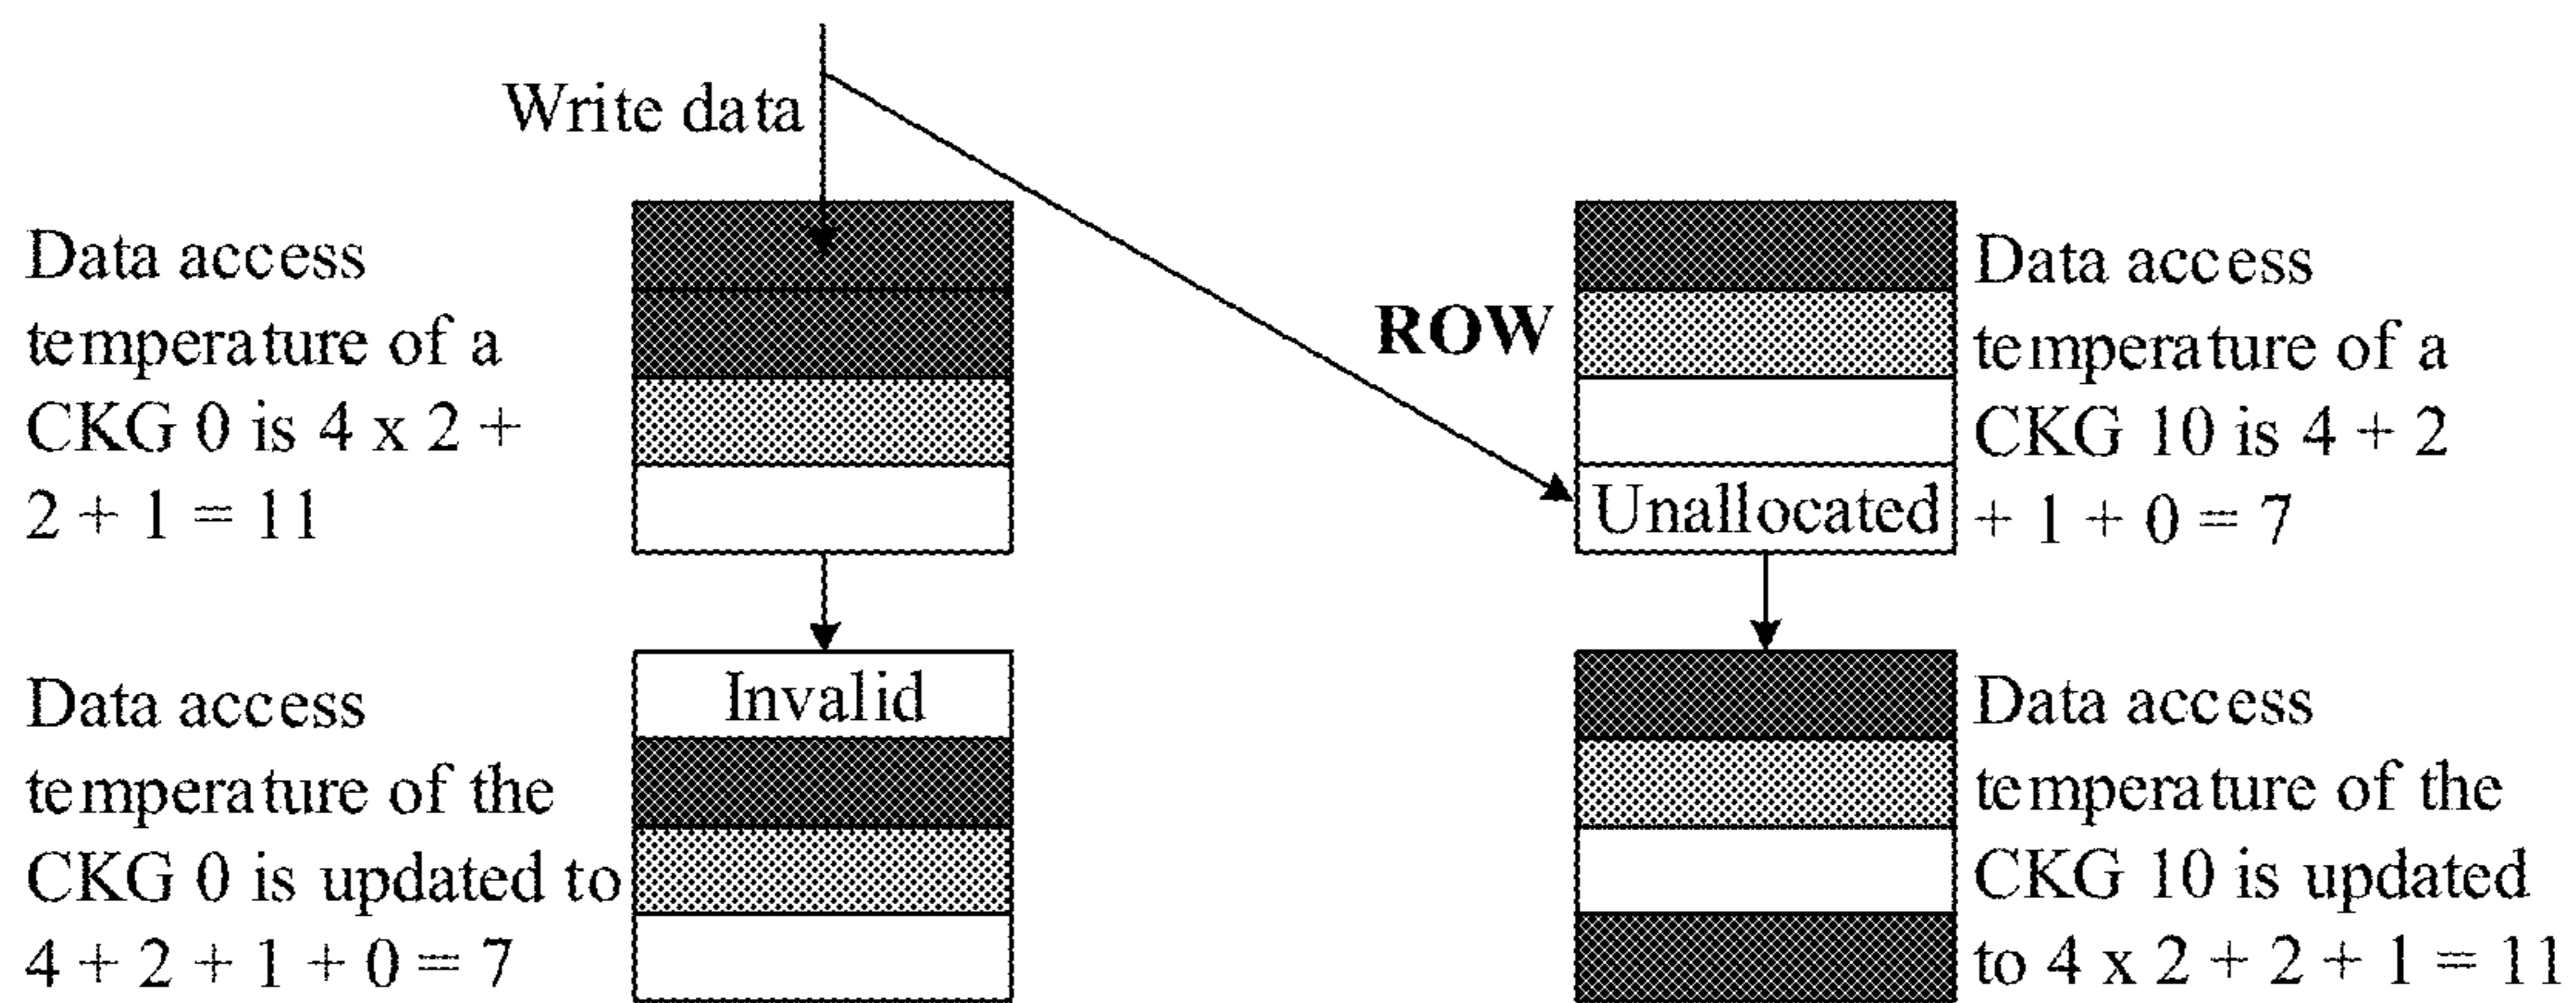 Write data
Data access
temperature of a
CKG 0 is 4 x 2 +
2 + 1 = 11
ROW
Unallocated
Data access
temperature of a
CKG 10 is 4 + 2
+ 1 + 0 = 7
Data access
temperature of the
CKG 0 is updated to
4 + 2 + 1 + 0 = 7
Invalid
Data access
temperature of the
CKG 10 is updated
to 4 x 2 + 2 + 1 = 11